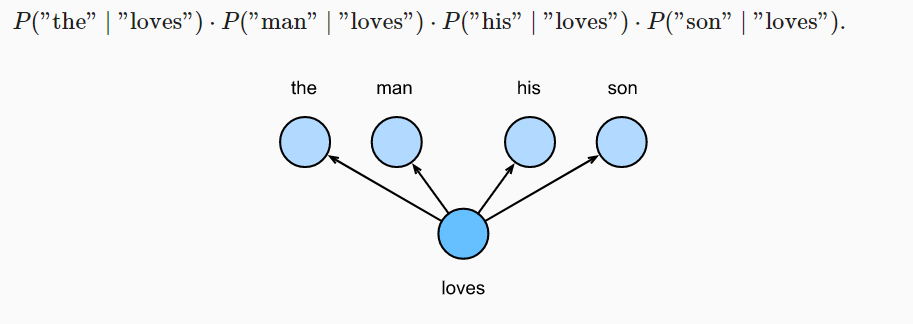 P("the" | "loves") · P("man" | "loves") · P("his" | "loves") · P("son" | "loves").
the man his son
loves